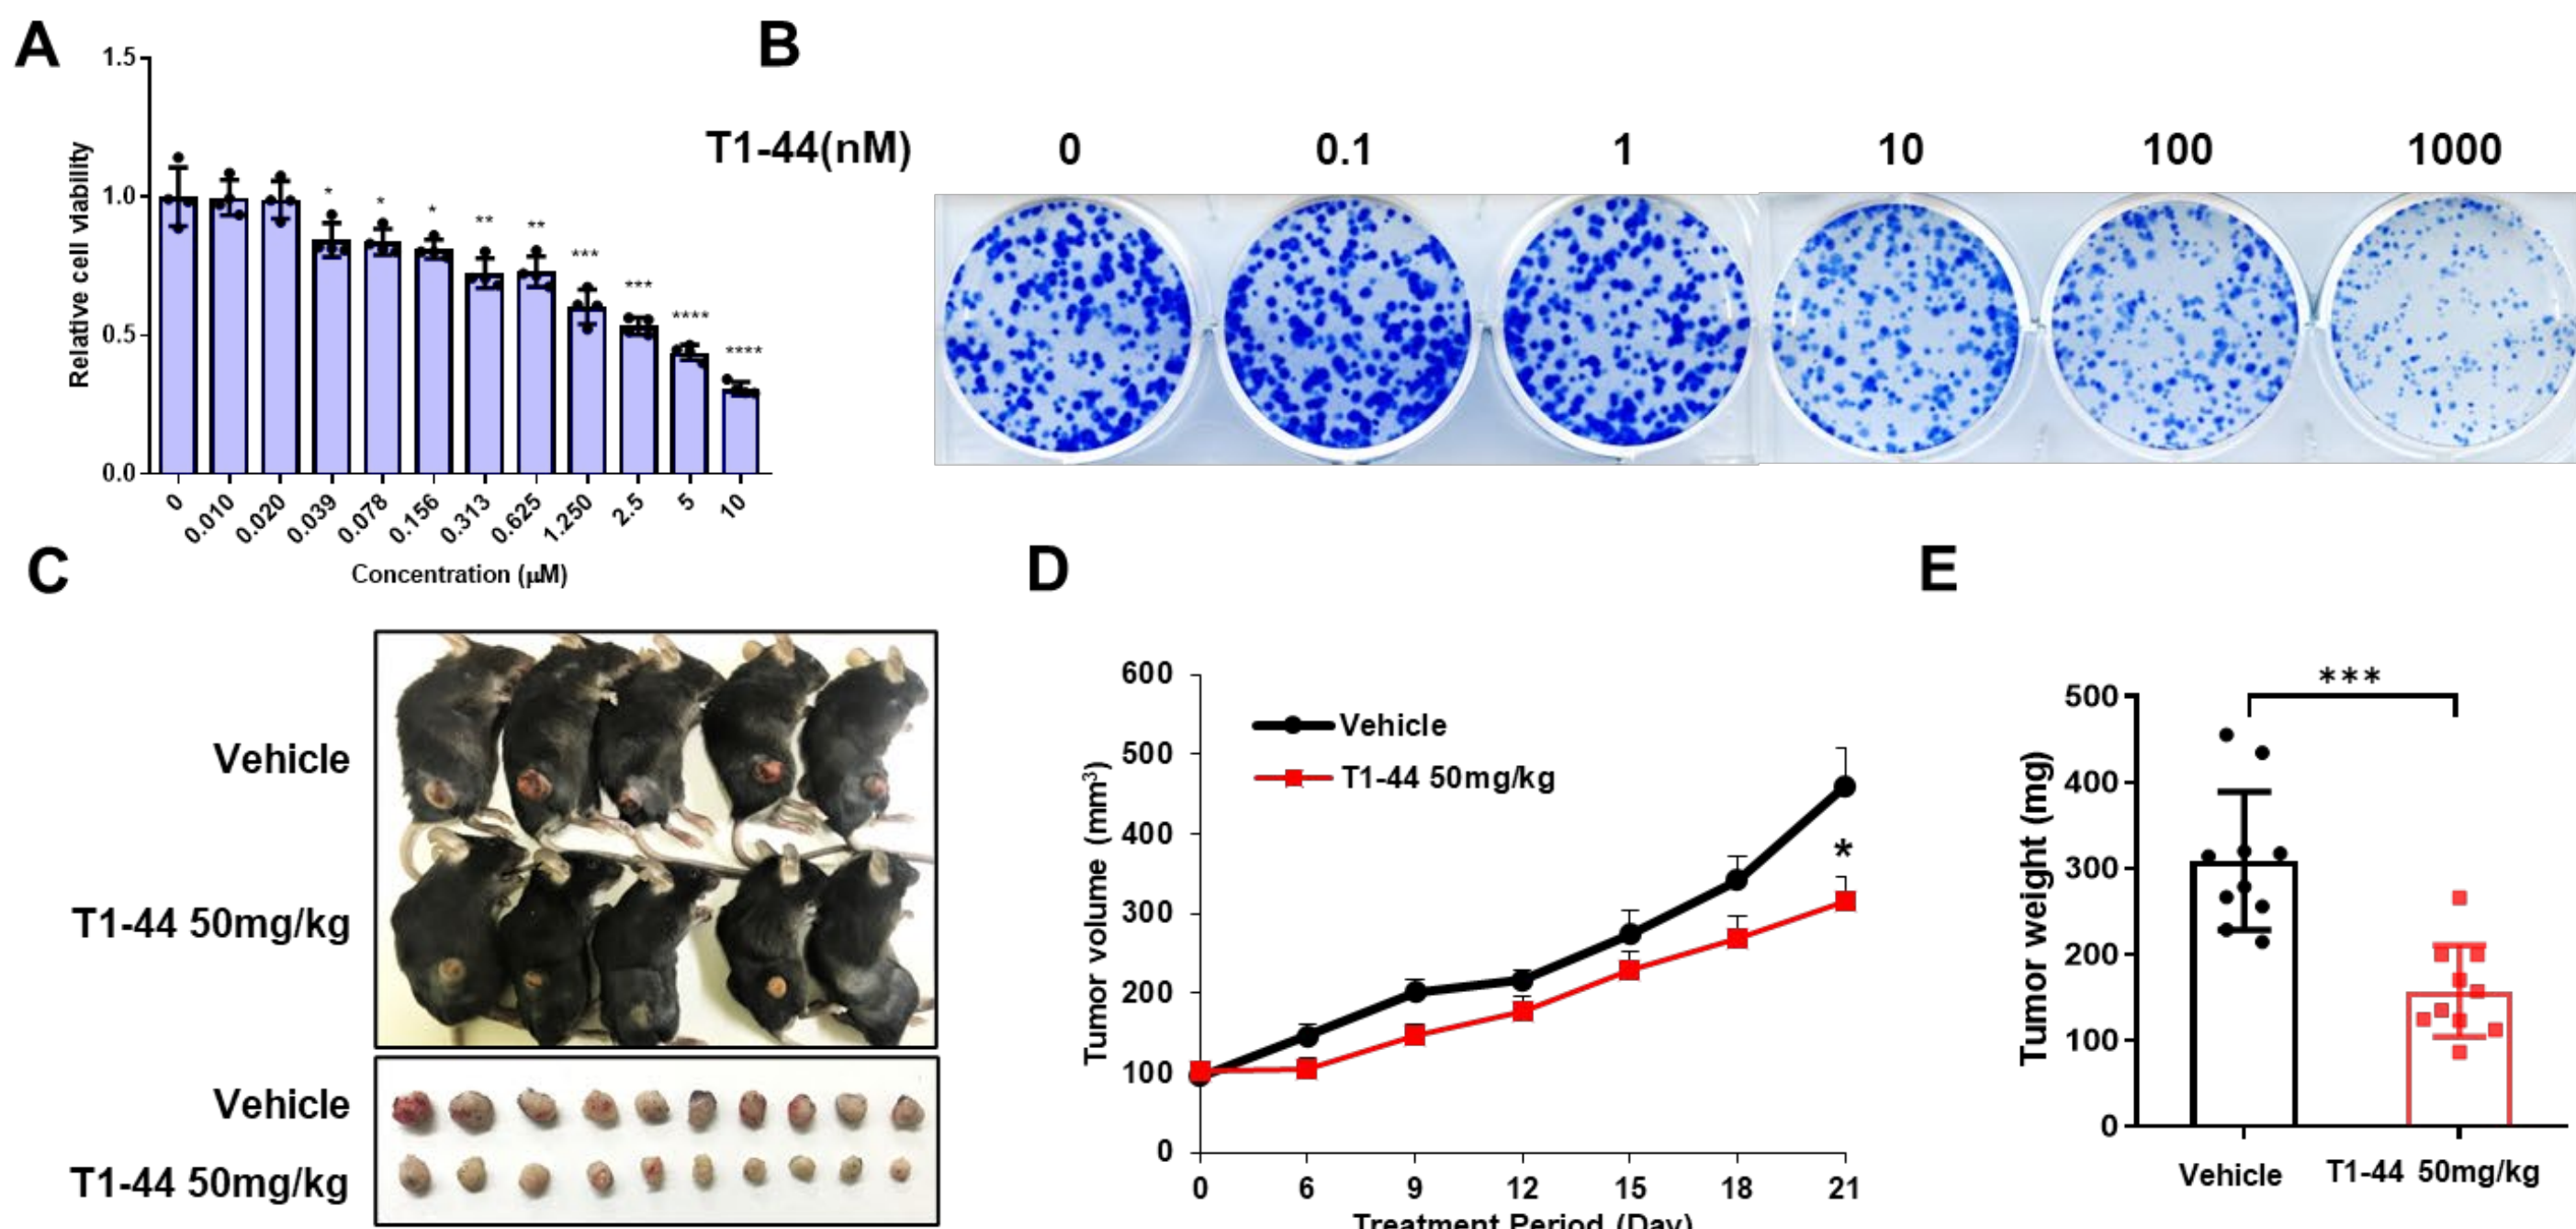 A
1.5
1.0
0.5
0.0
Relative cell viability
* * * ** ** *** *** **** ****
0 0.010 0.020 0.039 0.078 0.156 0.313 0.625 1.250 2.5 5 10
Concentration (μM)
B
T1-44(nM) 0 0.1 1 10 100 1000
C
Vehicle
T1-44 50mg/kg
Vehicle
T1-44 50mg/kg
D
600
500
400
300
200
100
0
Tumor volume (mm³)
Vehicle
T1-44 50mg/kg
*
0 6 9 12 15 18 21
Treatment Period (Day)
E
***
500
400
300
200
100
0
Tumor weight (mg)
Vehicle T1-44 50mg/kg